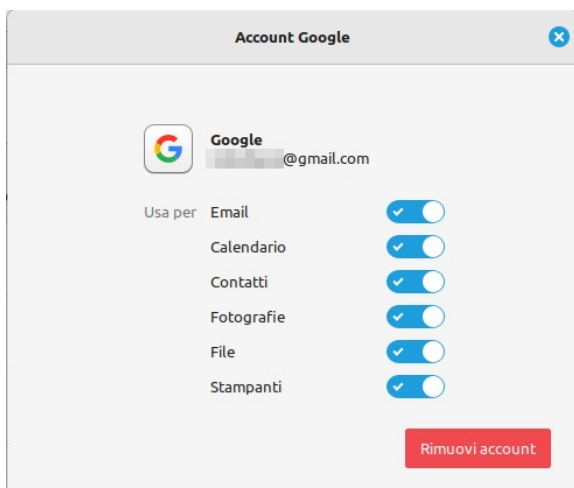 Account Google
Google
@gmail.com
Usa per Email
Calendario
Contatti
Fotografie
File
Stampanti
Rimuovi account